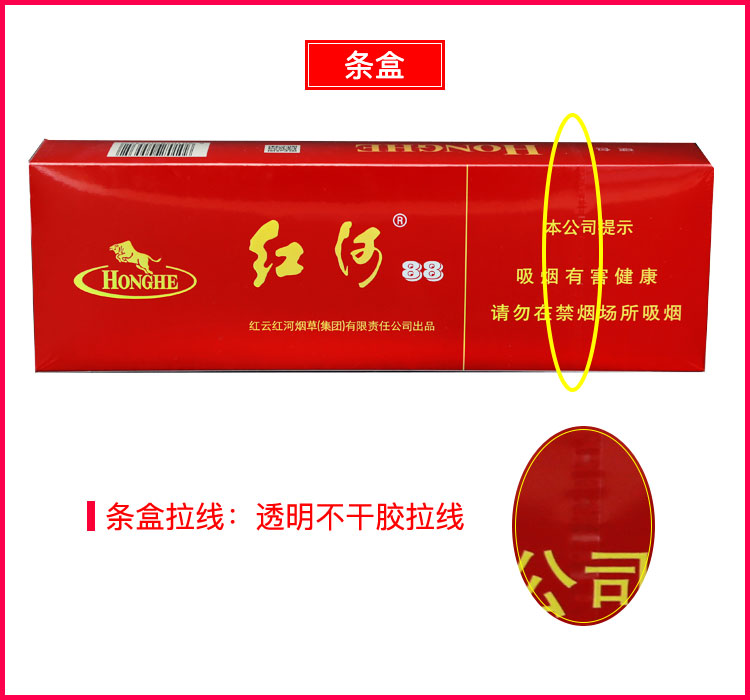 条盒
HONGHE
软包
红河®
88
HONGHE
红云红河烟草(集团)有限责任公司出品
本公司提示
吸烟有害健康
请勿在禁烟场所吸烟
条盒拉线：透明不干胶拉线
公司